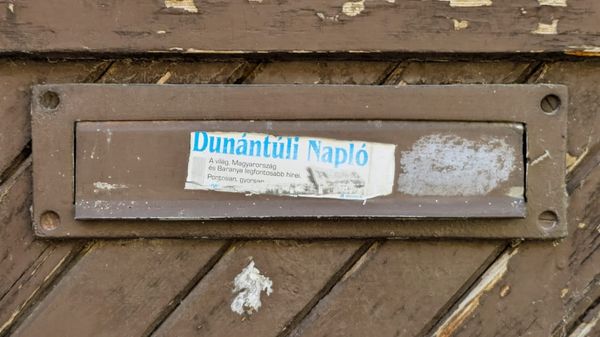 Dunántúli Napló
A világ, Magyarország
és Baranya legfontosabb hírei.
Pontosan, gyorsan